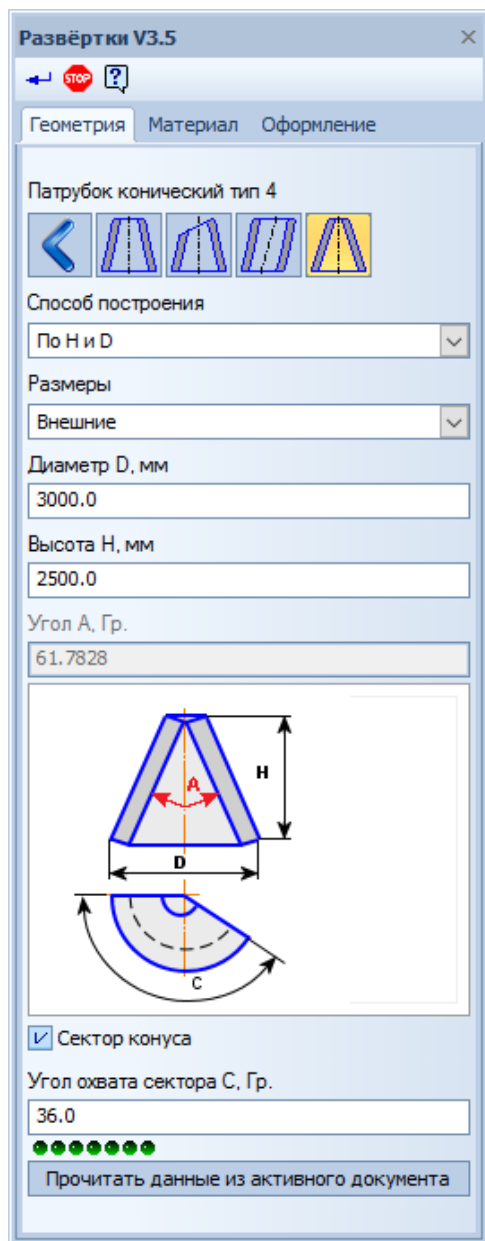 Развёртки V3.5
STOP
?
Геометрия Материал Оформление
Патрубок конический тип 4
Способ построения
По H и D
Размеры
Внешние
Диаметр D, мм
3000.0
Высота H, мм
2500.0
Угол A, Гр.
61.7828
A
H
D
C
Сектор конуса
Угол охвата сектора C, Гр.
36.0
Прочитать данные из активного документа